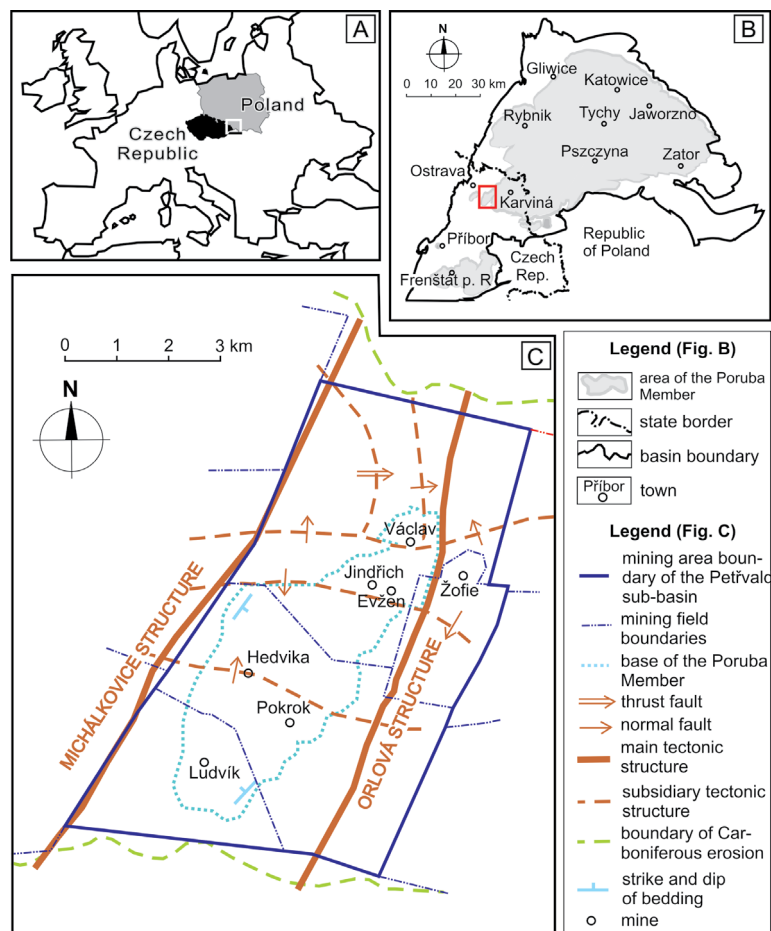 A
Poland
Czech
Republic
B
N
0 30 km
Gliwice
Katowice
Rybnik
Tychy
Jaworzno
Pszczyna
Zator
Ostrava
Karviná
Příbor
Republic
of Poland
Czech
Rep.
Frenštát p. R
C
0 1 2 3 km
N
Václav
Jindřich
Evžen
Žofie
MICHÁLKOVICE STRUCTURE
Hedvika
Pokrok
ORLOVÁ STRUCTURE
Ludvík
Legend (Fig. B)
area of the Poruba
Member
state border
basin boundary
Příbor
town
Legend (Fig. C)
mining area boun-
dary of the Petřvald
sub-basin
mining field
boundaries
base of the Poruba
Member
thrust fault
normal fault
main tectonic
structure
subsidiary tectonic
structure
boundary of Car-
boniferous erosion
strike and dip
of bedding
mine